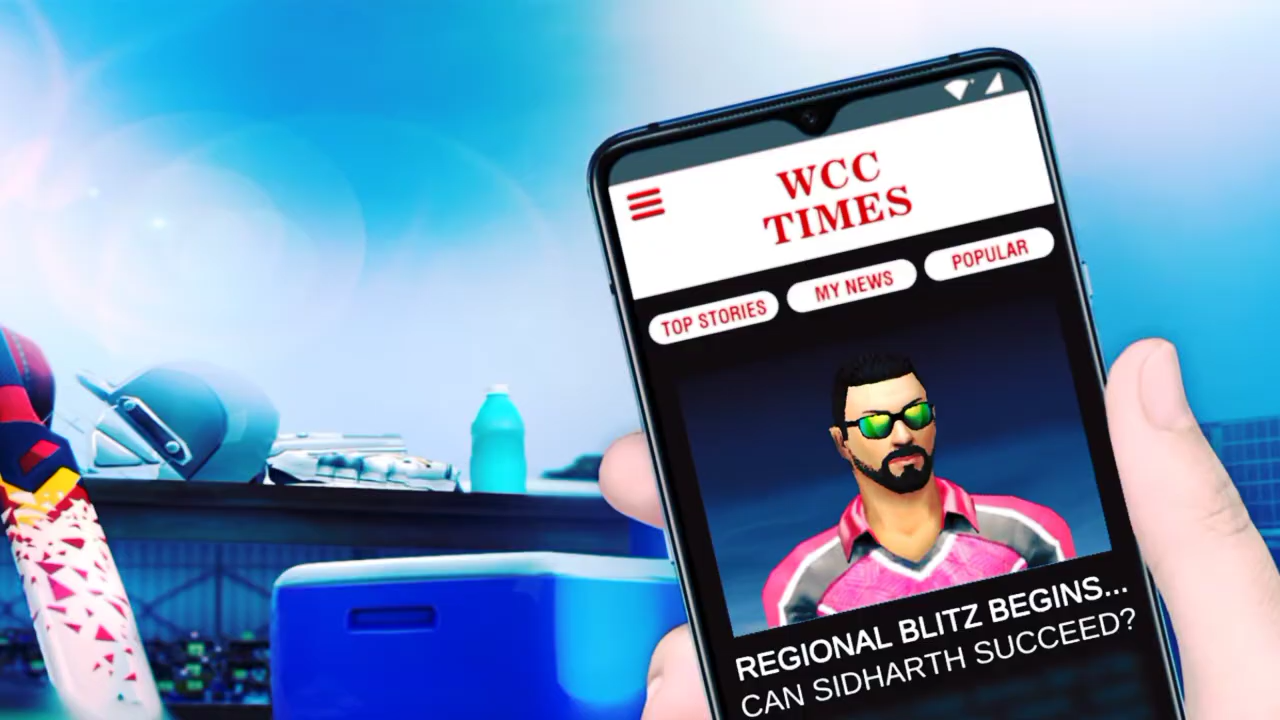 WCC
TIMES
TOP STORIES
MY NEWS
POPULAR
REGIONAL BLITZ BEGINS...
CAN SIDHARTH SUCCEED?